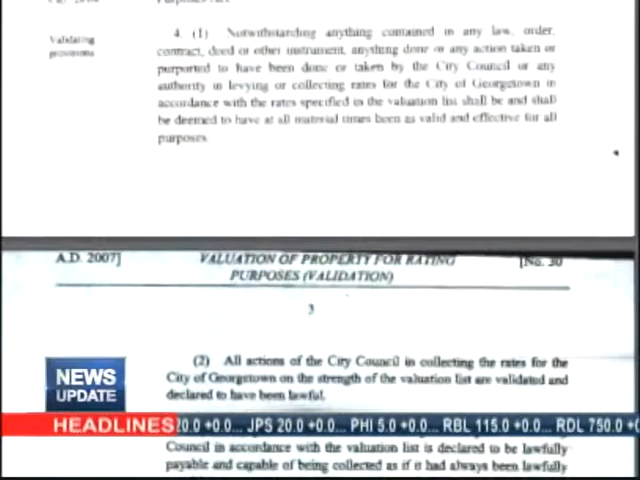 Validating
provisions
4. (1) Notwithstanding anything contained in any law, order,
contract, deed or other instrument, anything done or any action taken or
purported to have been done or taken by the City Council or any
authority in levying or collecting rates for the City of Georgetown in
accordance with the rates specified in the valuation list shall be and shall
be deemed to have at all material times been as valid and effective for all
purposes
A.D. 2007] VALUATION OF PROPERTY FOR RATING [No. 30
PURPOSES (VALIDATION)
3
(2) All actions of the City Council in collecting the rates for the
City of Georgetown on the strength of the valuation list are validated and
declared to have been lawful.
NEWS
UPDATE
HEADLINES 20.0 +0.0... JPS 20.0 +0.0... PHI 5.0 +0.0... RBL 115.0 +0.0... RDL 750.0 +
Council in accordance with the valuation list is declared to be lawfully
payable and capable of being collected as if it had always been lawfully